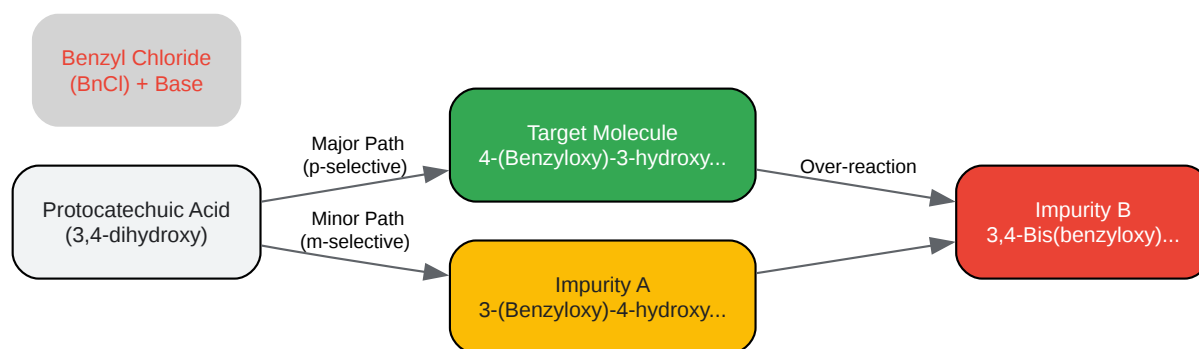 Benzyl Chloride
(BnCl) + Base
Protocatechuic Acid
(3,4-dihydroxy)
Major Path
(p-selective)
Minor Path
(m-selective)
Target Molecule
4-(Benzyloxy)-3-hydroxy...
Impurity A
3-(Benzyloxy)-4-hydroxy...
Over-reaction
Impurity B
3,4-Bis(benzyloxy)...